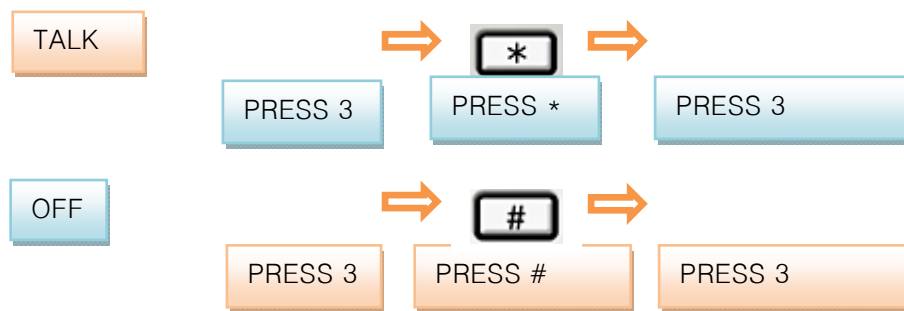 TALK
*
PRESS 3
PRESS *
PRESS 3
OFF
#
PRESS 3
PRESS #
PRESS 3